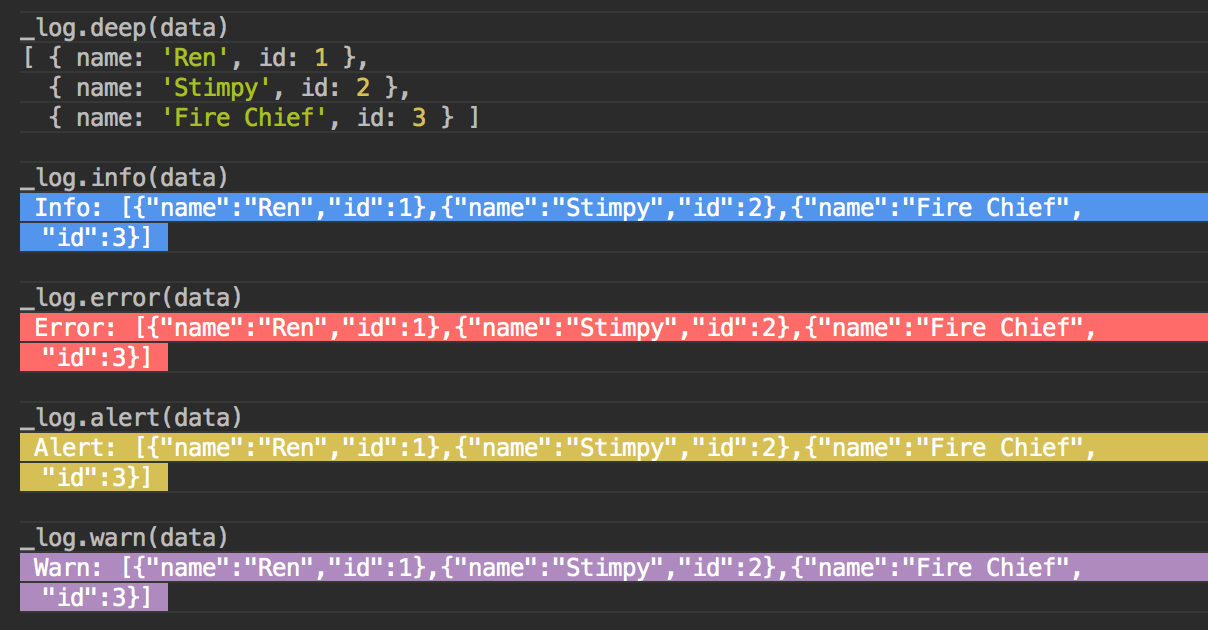 _log.deep(data)
[ { name: 'Ren', id: 1 },
  { name: 'Stimpy', id: 2 },
  { name: 'Fire Chief', id: 3 } ]
_log.info(data)
Info: [{"name":"Ren","id":1},{"name":"Stimpy","id":2},{"name":"Fire Chief",
"id":3}]
_log.error(data)
Error: [{"name":"Ren","id":1},{"name":"Stimpy","id":2},{"name":"Fire Chief",
"id":3}]
_log.alert(data)
Alert: [{"name":"Ren","id":1},{"name":"Stimpy","id":2},{"name":"Fire Chief",
"id":3}]
_log.warn(data)
Warn: [{"name":"Ren","id":1},{"name":"Stimpy","id":2},{"name":"Fire Chief",
"id":3}]